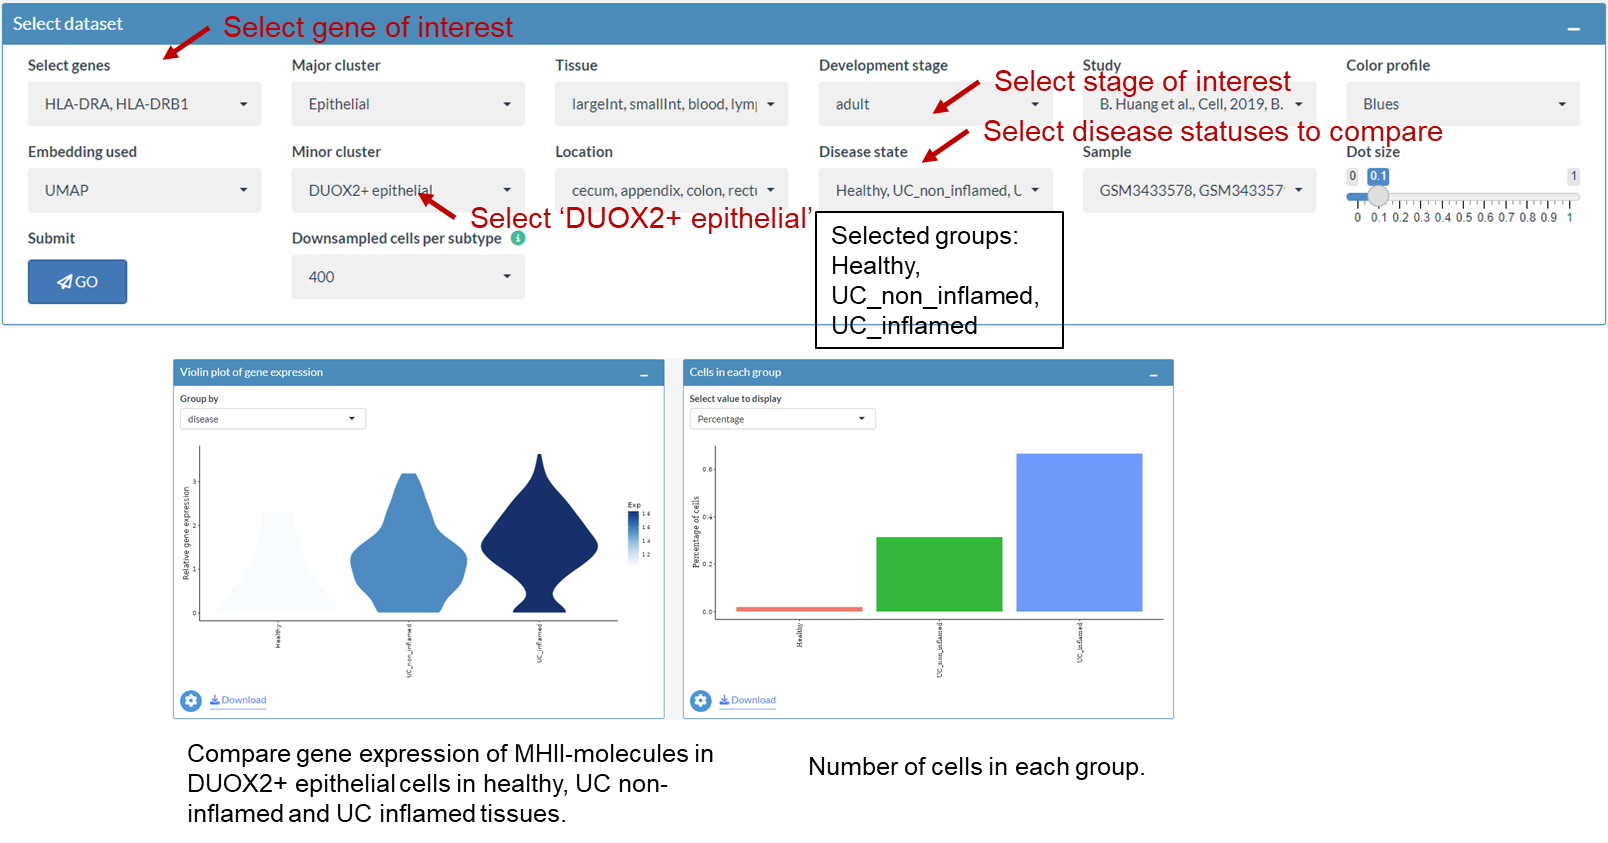 Select dataset
Select gene of interest
Select genes
Major cluster
Tissue
Development stage
Study
Color profile
Select stage of interest
HLA-DRA, HLA-DRB1
Epithelial
largeInt, smallInt, blood,
adult
B. Huang et al., Cell, 2019, B.
Blues
Select disease statuses to compare
Embedding used
Minor cluster
Location
Disease state
Sample
Dot size
UMAP
DUOX2+ epithelial
cecum, appendix, colon,
Healthy, UC_non_inflamed,
GSM3433578,
0 0.1 1
0 0.1 0.2 0.3 0.4 0.5 0.6 0.7 0.8 0.9 1
Select ‘DUOX2+ epithelial’
Submit
Downsampled cells per subtype i
GO
400
Selected groups:
Healthy,
UC_non_inflamed,
UC_inflamed
Violin plot of gene expression
Group by
disease
Relative gene expression
3
2
1
0
Healthy
UC_non_inflamed
UC_inflamed
Exp
1.8
1.6
1.4
1.2
Download
Cells in each group
Select value to display
Percentage
Percentage of cells
0.6
0.4
0.2
0.0
Healthy
UC_non_inflamed
UC_inflamed
Download
Compare gene expression of MHII-molecules in
DUOX2+ epithelial cells in healthy, UC non-
inflamed and UC inflamed tissues.
Number of cells in each group.